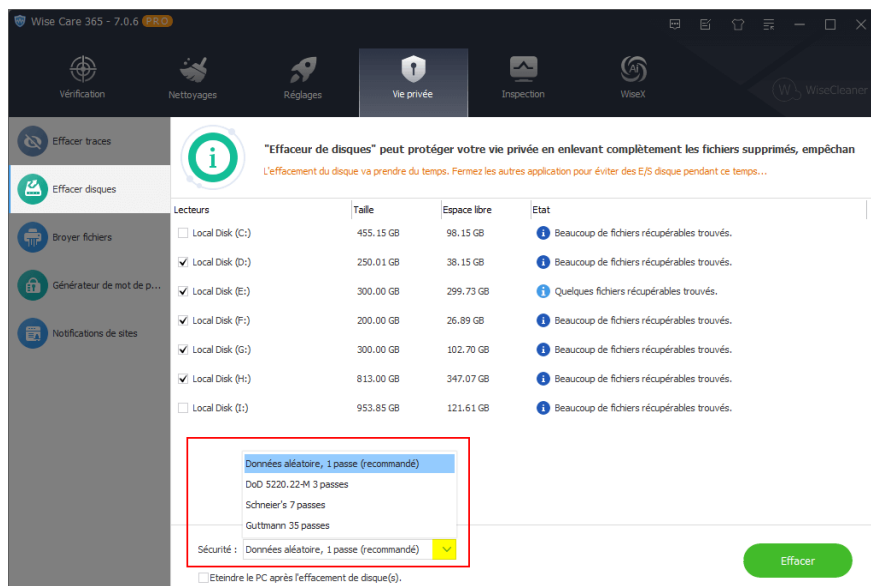 Wise Care 365 - 7.0.6 PRO
Vérification Nettoyages Réglages Vie privée Inspection WiseX
W WiseCleaner
Effacer traces
Effacer disques
Broyer fichiers
Générateur de mot de p...
Notifications de sites
"Effaceur de disques" peut protéger votre vie privée en enlevant complètement les fichiers supprimés, empêchan
L'effacement du disque va prendre du temps. Fermez les autres application pour éviter des E/S disque pendant ce temps...
Lecteurs Taille Espace libre Etat
Local Disk (C:) 455.15 GB 98.15 GB Beaucoup de fichiers récupérables trouvés.
Local Disk (D:) 250.01 GB 38.15 GB Beaucoup de fichiers récupérables trouvés.
Local Disk (E:) 300.00 GB 299.73 GB Quelques fichiers récupérables trouvés.
Local Disk (F:) 200.00 GB 26.89 GB Beaucoup de fichiers récupérables trouvés.
Local Disk (G:) 300.00 GB 102.70 GB Beaucoup de fichiers récupérables trouvés.
Local Disk (H:) 813.00 GB 347.07 GB Beaucoup de fichiers récupérables trouvés.
Local Disk (I:) 953.85 GB 121.61 GB Beaucoup de fichiers récupérables trouvés.
Données aléatoire, 1 passe (recommandé)
DoD 5220.22-M 3 passes
Schneier's 7 passes
Guttmann 35 passes
Sécurité : Données aléatoire, 1 passe (recommandé)
Effacer
Eteindre le PC après l'effacement de disque(s).